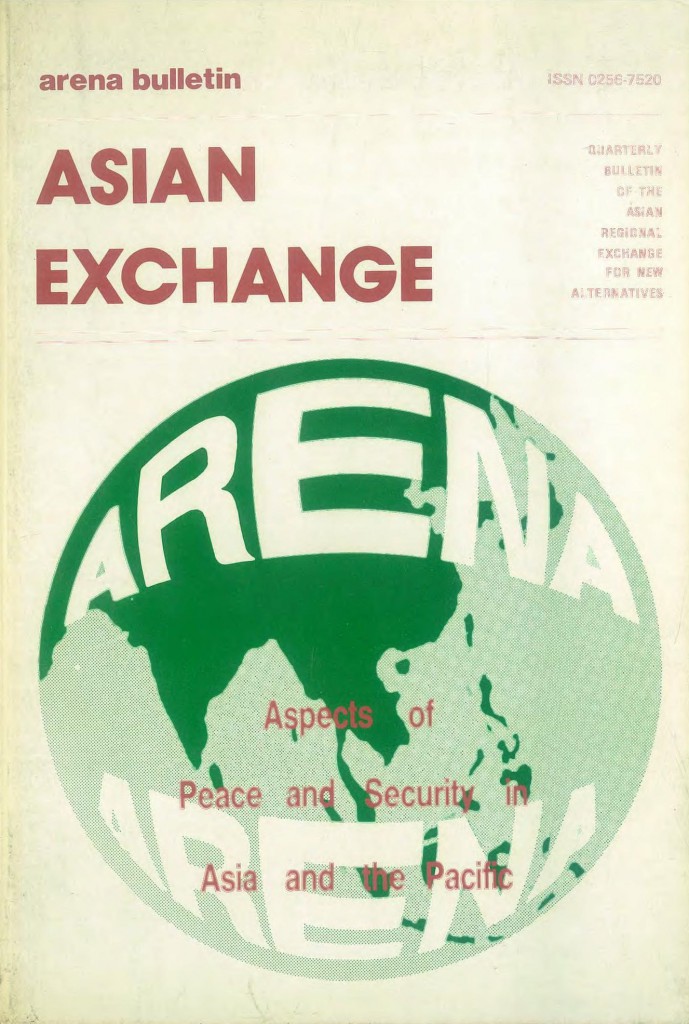 arena bulletin
ISSN 0256-7520
ASIAN
EXCHANGE
QUARTERLY
BULLETIN
OF THE
ASIAN
REGIONAL
EXCHANGE
FOR NEW
ALTERNATIVES
ARENA
Aspects of
Peace and Security in
Asia and the Pacific
ARENA